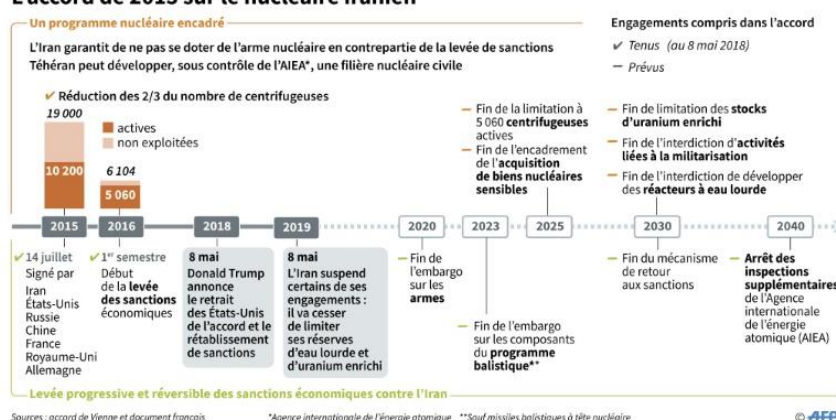 L'accord de 2015 sur le nucléaire iranien
Un programme nucléaire encadré
L'Iran garantit de ne pas se doter de l'arme nucléaire en contrepartie de la levée de sanctions
Téhéran peut développer, sous contrôle de l'AIEA*, une filière nucléaire civile
Engagements compris dans l'accord
✔ Tenus (au 8 mai 2018)
– Prévus
✔ Réduction des 2/3 du nombre de centrifugeuses
19 000
actives
non exploitées
10 200
6 104
5 060
– Fin de la limitation à
5 060 centrifugeuses
actives
– Fin de l'encadrement
de l'acquisition
de biens nucléaires
sensibles
– Fin de limitation des stocks
d'uranium enrichi
– Fin de l'interdiction d'activités
liées à la militarisation
– Fin de l'interdiction de développer
des réacteurs à eau lourde
2015
2016
2018
2019
2020
2023
2025
2030
2040
✔ 14 juillet
Signé par
Iran
États-Unis
Russie
Chine
France
Royaume-Uni
Allemagne
✔ 1er semestre
Début
de la levée
des sanctions
économiques
8 mai
Donald Trump
annonce
le retrait
des États-Unis
de l'accord et le
rétablissement
de sanctions
8 mai
L'Iran suspend
certains de ses
engagements :
il va cesser
de limiter
ses réserves
d'eau lourde et
d'uranium enrichi
– Fin de
l'embargo
sur les
armes
– Fin de l'embargo
sur les composants
du programme
balistique**
– Fin du mécanisme
de retour
aux sanctions
– Arrêt des
inspections
supplémentaires
de l'Agence
internationale
de l'énergie
atomique (AIEA)
Levée progressive et réversible des sanctions économiques contre l'Iran
Sources : accord de Vienne et document français
*Agence internationale de l'énergie atomique **Sauf missiles balistiques à tête nucléaire
© AFP